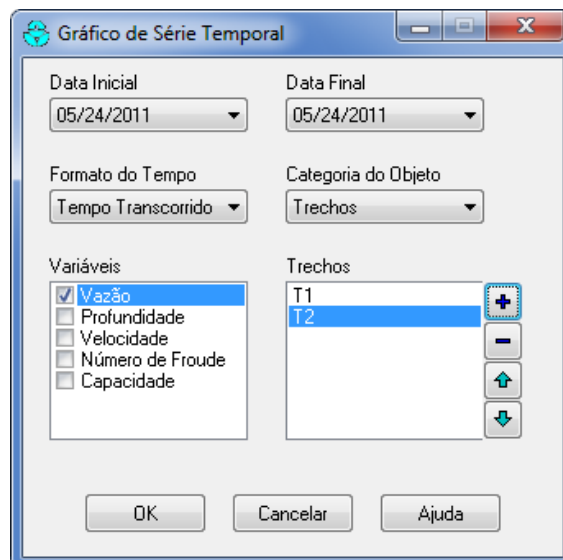 Gráfico de Série Temporal
Data Inicial Data Final
05/24/2011 05/24/2011
Formato do Tempo Categoria do Objeto
Tempo Transcorrido Trechos
Variáveis Trechos
Vazão T1
Profundidade T2
Velocidade
Número de Froude
Capacidade
OK Cancelar Ajuda